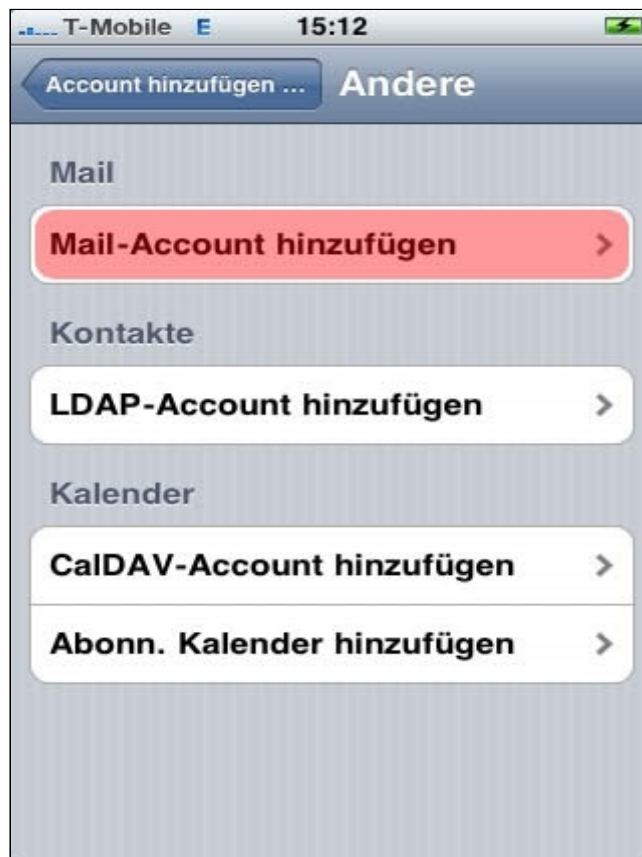 T-Mobile E 15:12
Account hinzufügen ... Andere
Mail
Mail-Account hinzufügen
Kontakte
LDAP-Account hinzufügen
Kalender
CalDAV-Account hinzufügen
Abonn. Kalender hinzufügen